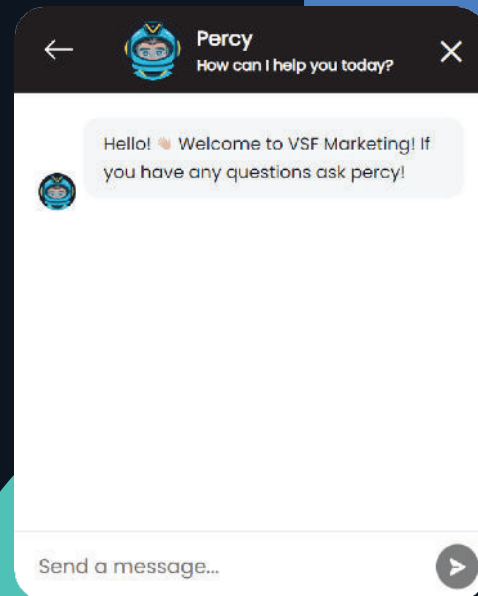 Percy
How can I help you today?
Hello! 👋🏻 Welcome to VSF Marketing! If
you have any questions ask percy!
Send a message...